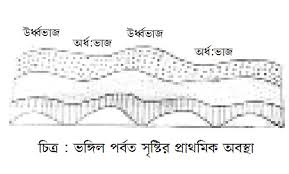 ঊর্ধ্বভাজ ঊর্ধ্বভাজ
অর্ধ:ভাজ অর্ধ:ভাজ
চিত্র : ভঙ্গিল পর্বত সৃষ্টির প্রাথমিক অবস্থা